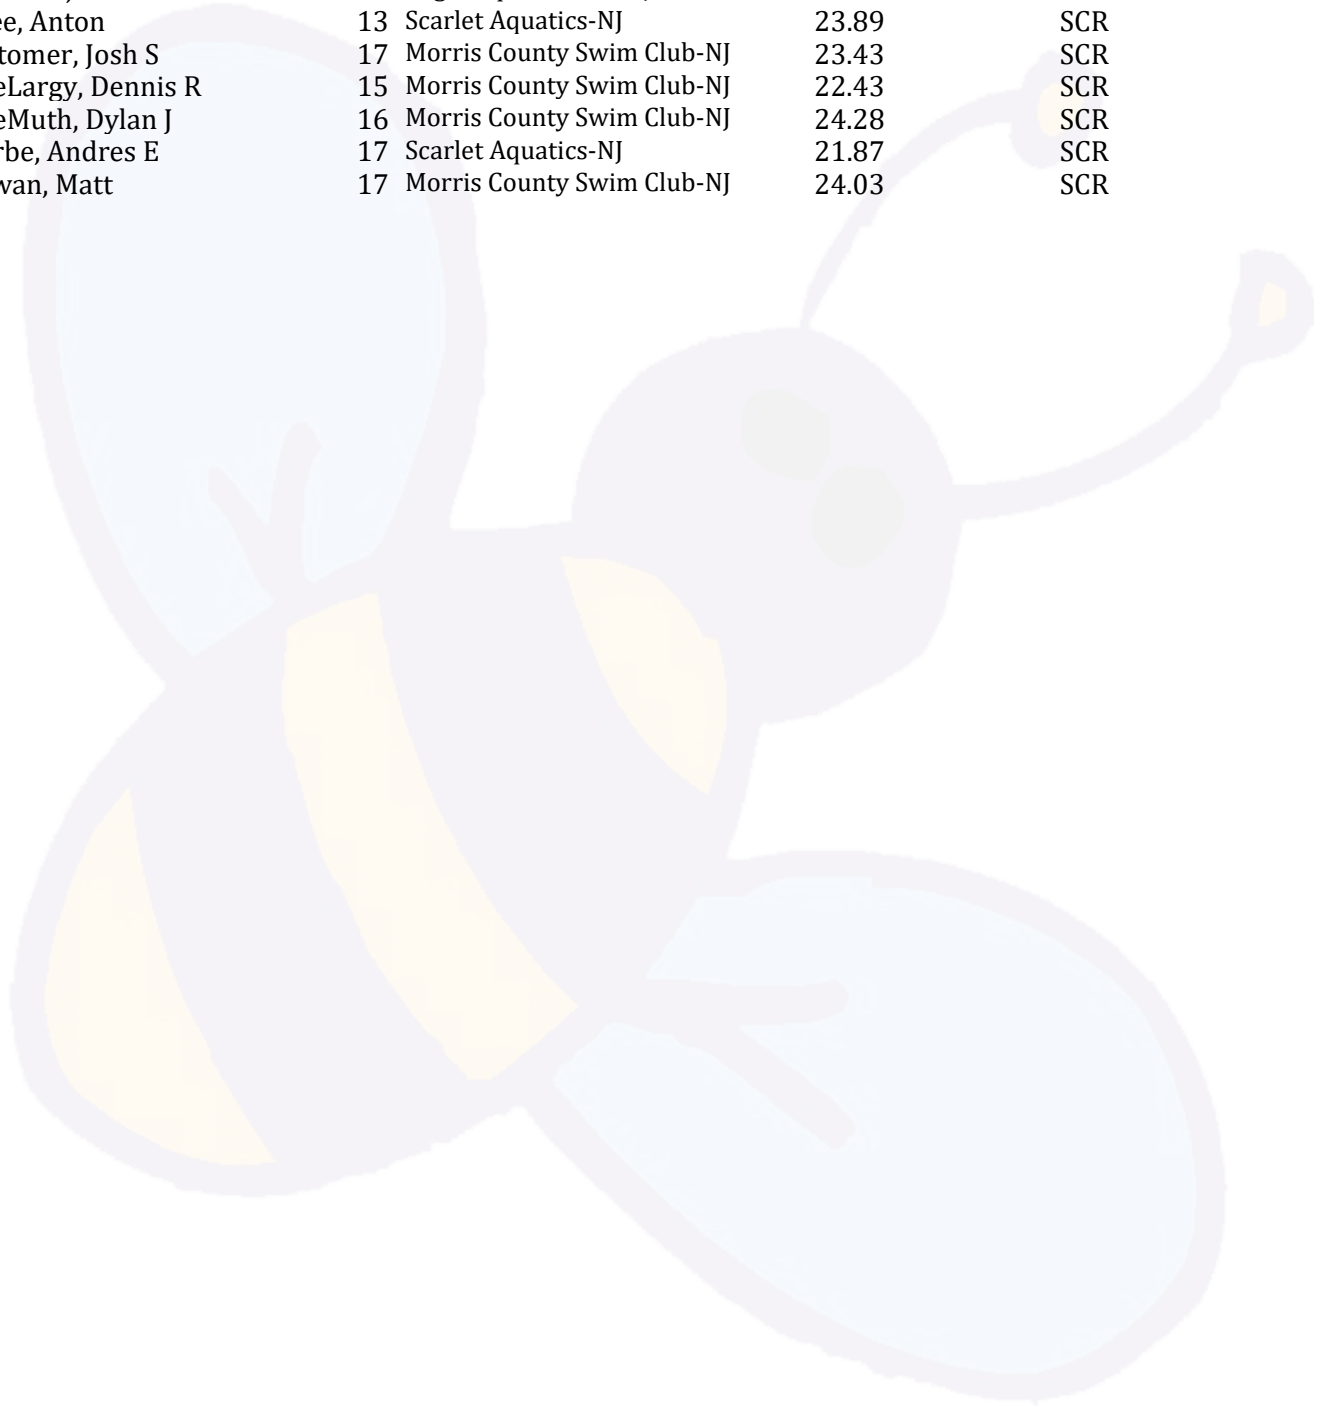 ee, Anton 13 Scarlet Aquatics-NJ 23.89 SCR
tomer, Josh S 17 Morris County Swim Club-NJ 23.43 SCR
eLargy, Dennis R 15 Morris County Swim Club-NJ 22.43 SCR
eMuth, Dylan J 16 Morris County Swim Club-NJ 24.28 SCR
rbe, Andres E 17 Scarlet Aquatics-NJ 21.87 SCR
wan, Matt 17 Morris County Swim Club-NJ 24.03 SCR